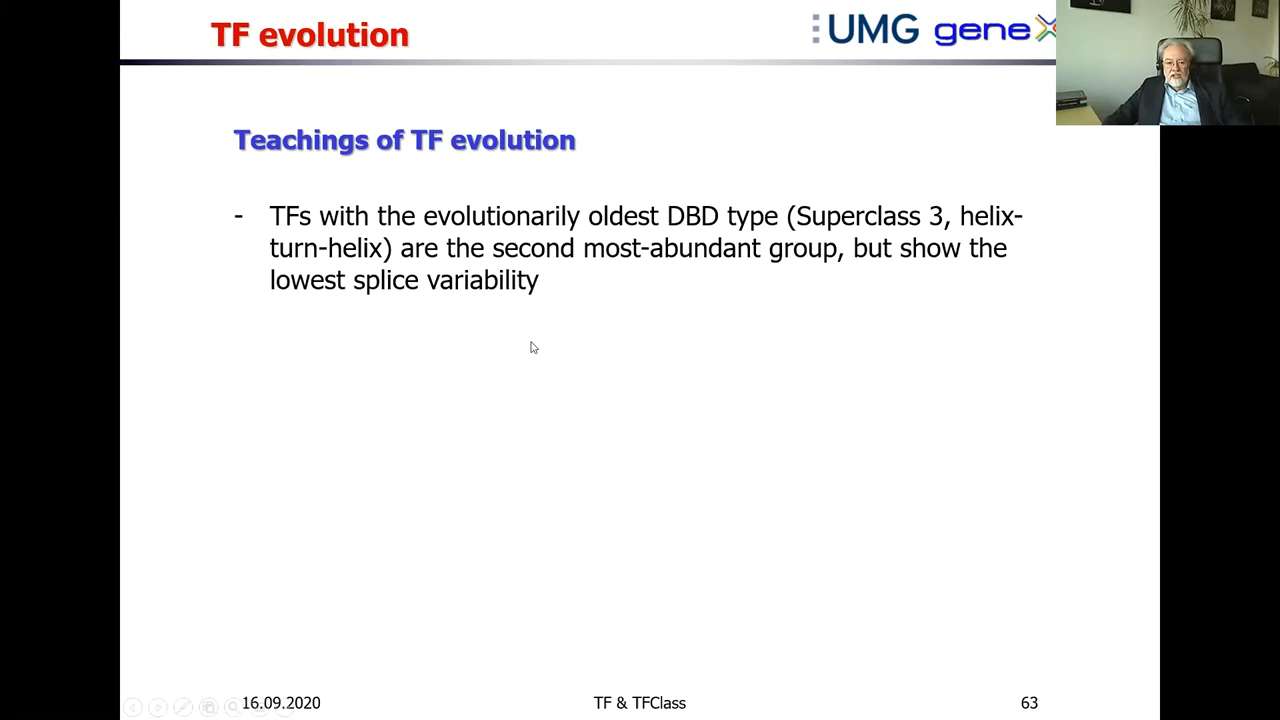 TF evolution
UMG gene
Teachings of TF evolution
- TFs with the evolutionarily oldest DBD type (Superclass 3, helix-
turn-helix) are the second most-abundant group, but show the
lowest splice variability
16.09.2020 TF & TFClass 63